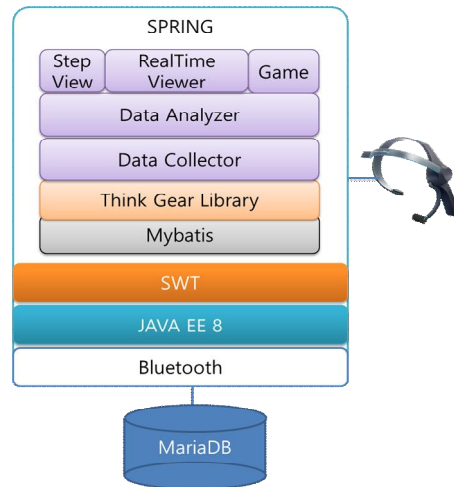 SPRING
Step RealTime Game
View Viewer
Data Analyzer
Data Collector
Think Gear Library
Mybatis
SWT
JAVA EE 8
Bluetooth
MariaDB